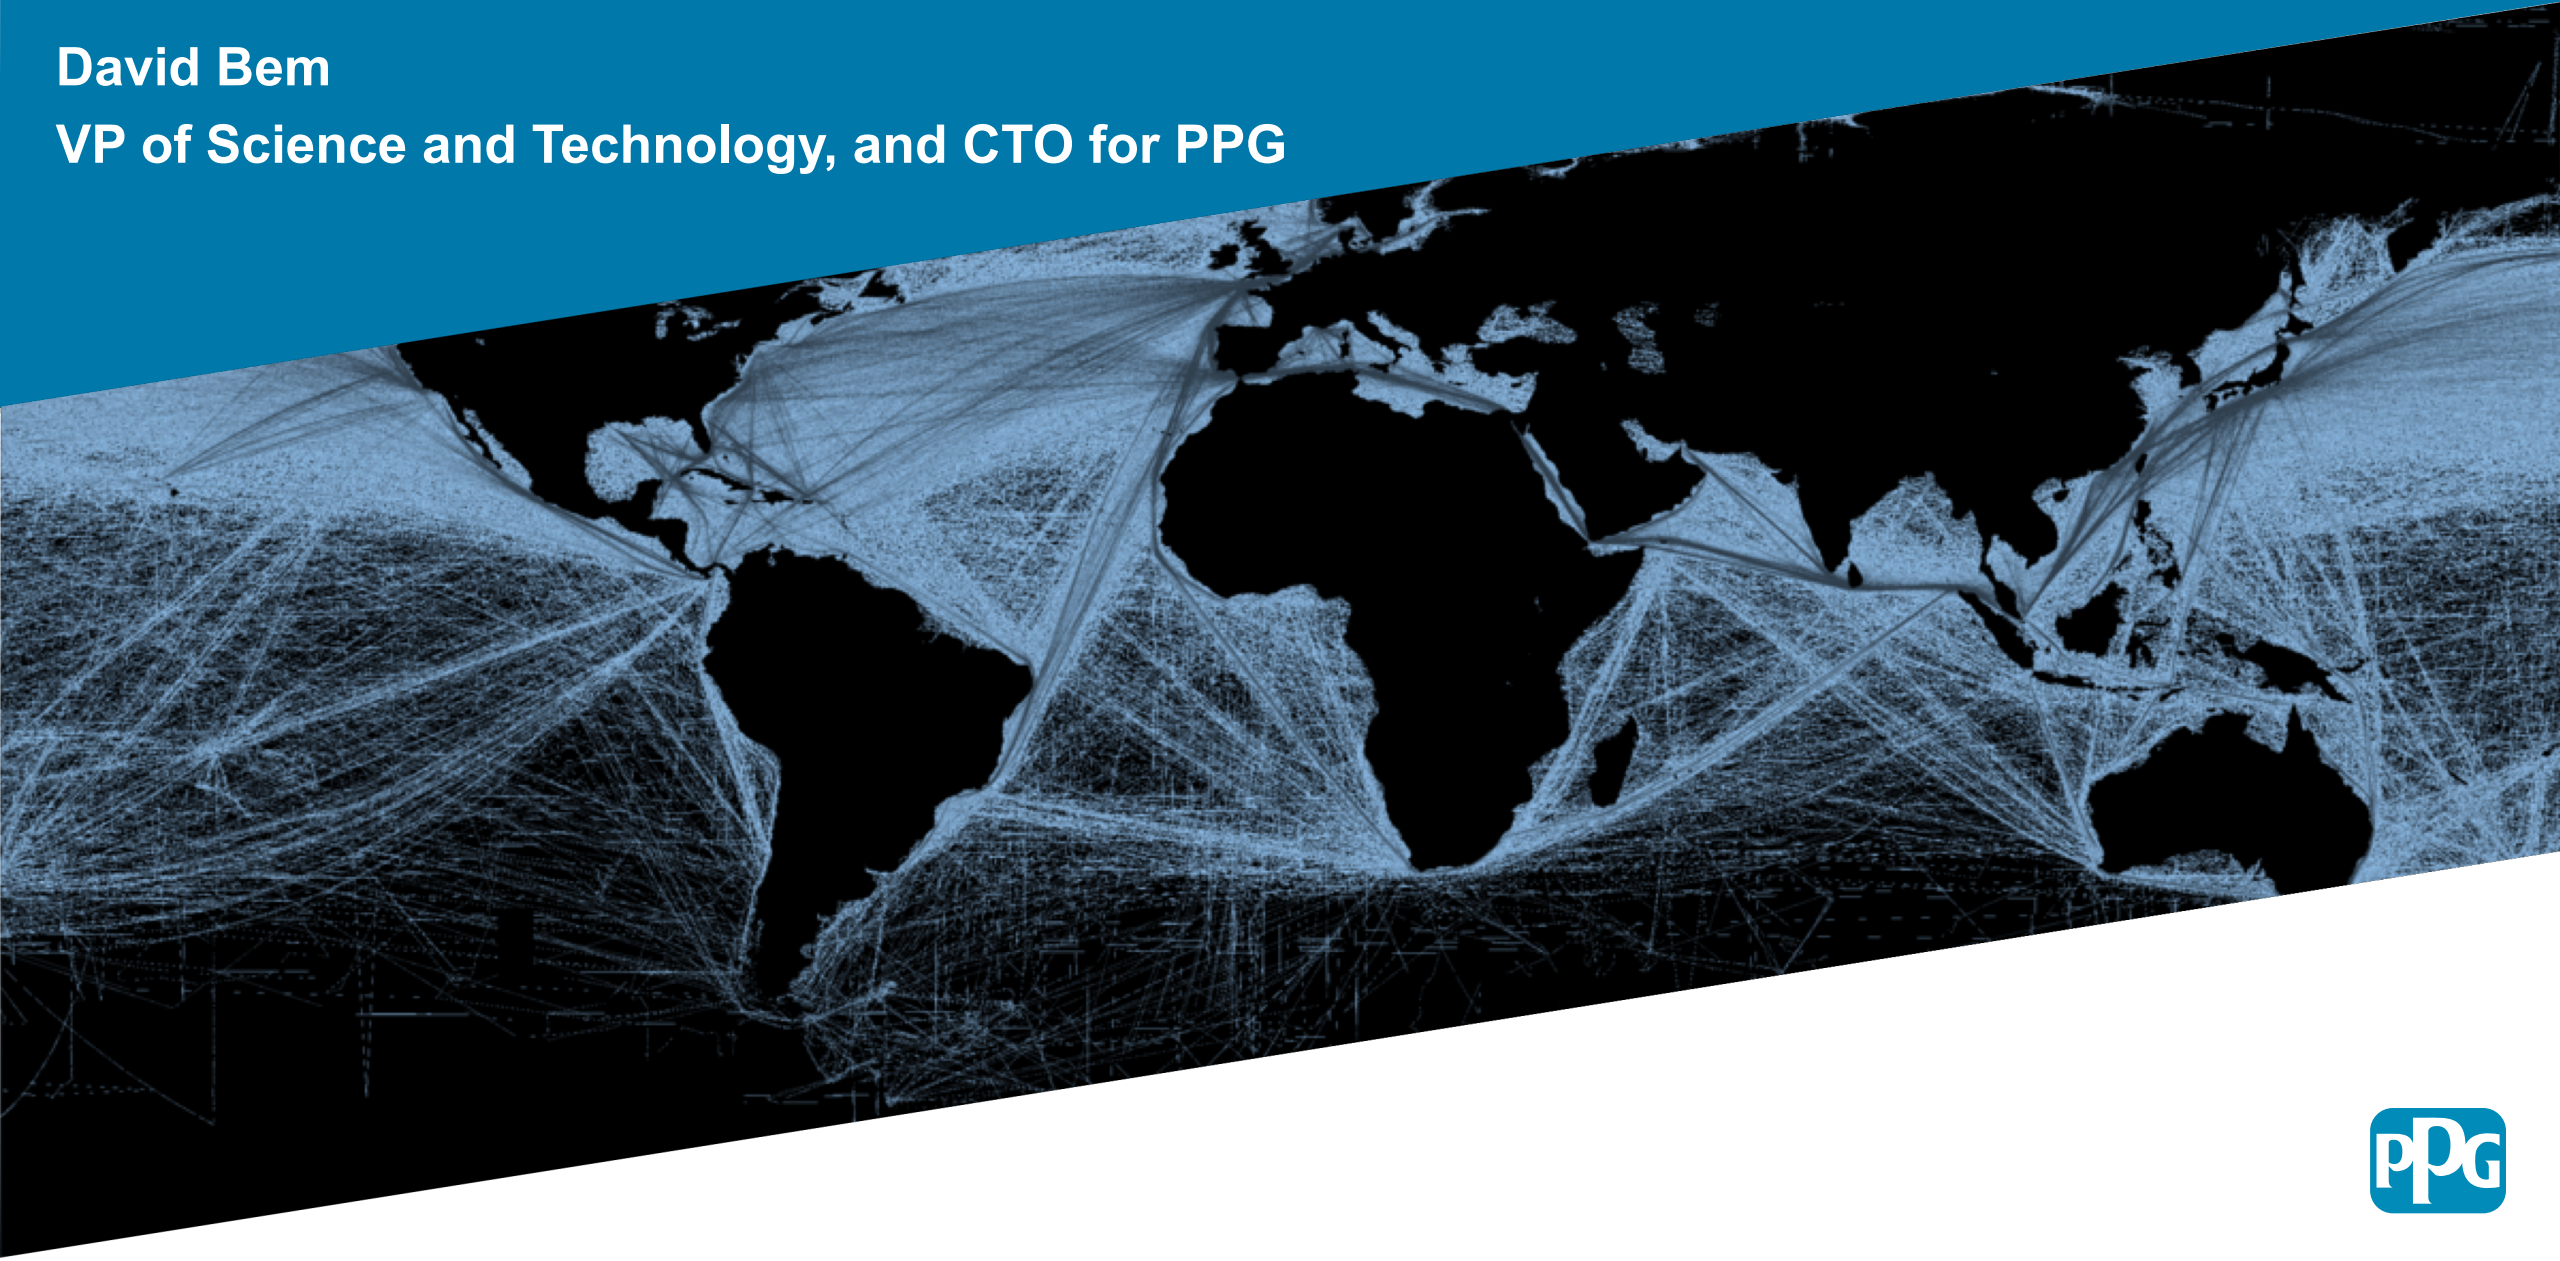 David Bem
VP of Science and Technology, and CTO for PPG
PPG